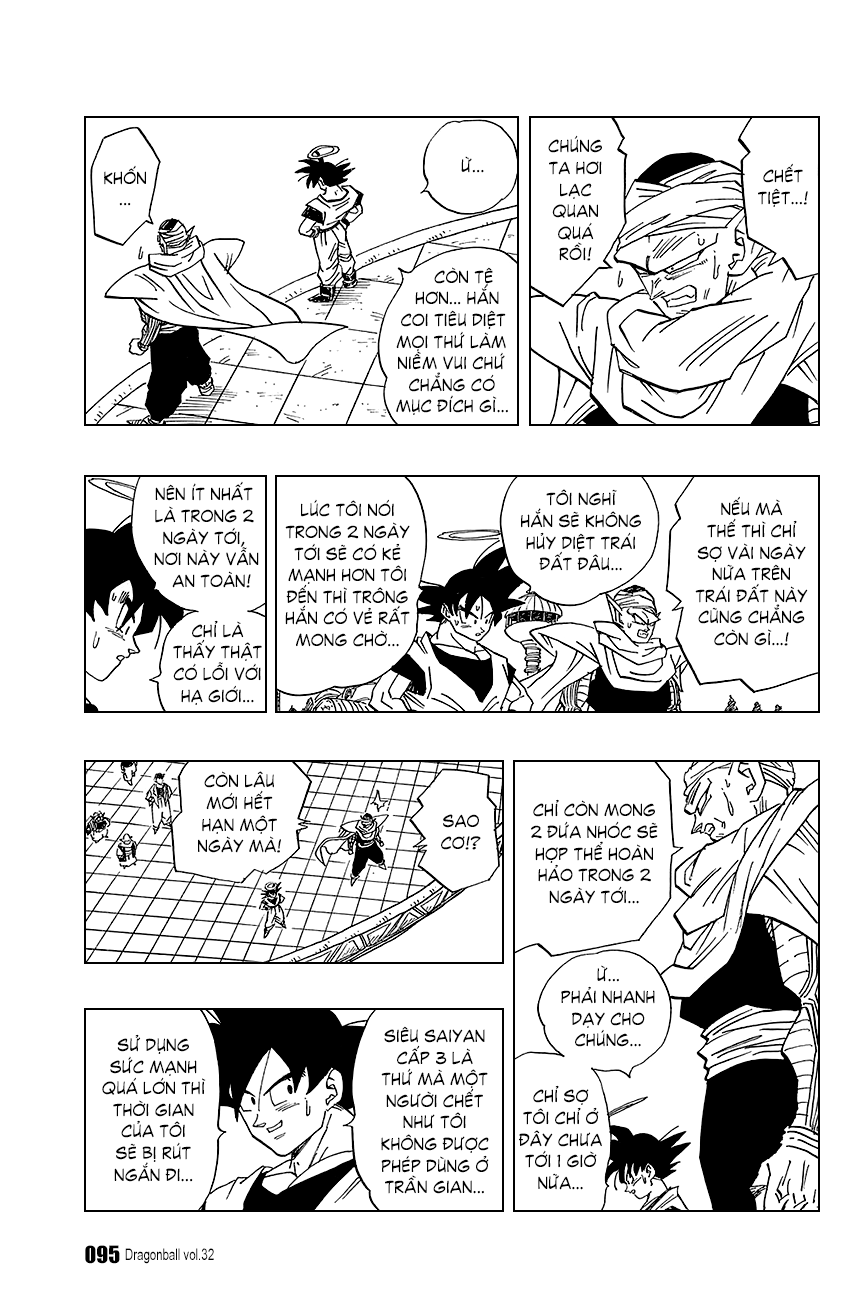 CHẾT
TIỆT...!
CHÚNG
TA HƠI
LẠC
QUAN
QUÁ
RỒI!
Ừ...
CÒN TỆ
HƠN... HẮN
COI TIÊU DIỆT
MỌI THỨ LÀM
NIỀM VUI CHỨ
CHẲNG CÓ
MỤC ĐÍCH GÌ...
KHỐN
...
NẾU MÀ
THẾ THÌ CHỈ
SỢ VÀI NGÀY
NỮA TRÊN
TRÁI ĐẤT NÀY
CŨNG CHẲNG
CÒN GÌ...!
TÔI NGHĨ
HẮN SẼ KHÔNG
HỦY DIỆT TRÁI
ĐẤT ĐÂU...
LÚC TÔI NÓI
TRONG 2 NGÀY
TỚI SẼ CÓ KẺ
MẠNH HƠN TÔI
ĐẾN THÌ TRÔNG
HẮN CÓ VẺ RẤT
MONG CHỜ...
NÊN ÍT NHẤT
LÀ TRONG 2
NGÀY TỚI,
NƠI NÀY VẪN
AN TOÀN!
CHỈ LÀ
THẤY THẬT
CÓ LỖI VỚI
HẠ GIỚI...
CHỈ CÒN MONG
2 ĐỨA NHÓC SẼ
HỢP THỂ HOÀN
HẢO TRONG 2
NGÀY TỚI...
Ừ...
PHẢI NHANH
DẠY CHO
CHÚNG...
CHỈ SỢ
TÔI CHỈ Ở
ĐÂY CHƯA
TỚI 1 GIỜ
NỮA...
SAO
CƠ!?
CÒN LÂU
MỚI HẾT
HẠN MỘT
NGÀY MÀ!
SIÊU SAIYAN
CẤP 3 LÀ
THỨ MÀ MỘT
NGƯỜI CHẾT
NHƯ TÔI
KHÔNG ĐƯỢC
PHÉP DÙNG Ở
TRẦN GIAN...
SỬ DỤNG
SỨC MẠNH
QUÁ LỚN THÌ
THỜI GIAN
CỦA TÔI
SẼ BỊ RÚT
NGẮN ĐI...
095 Dragonball vol.32